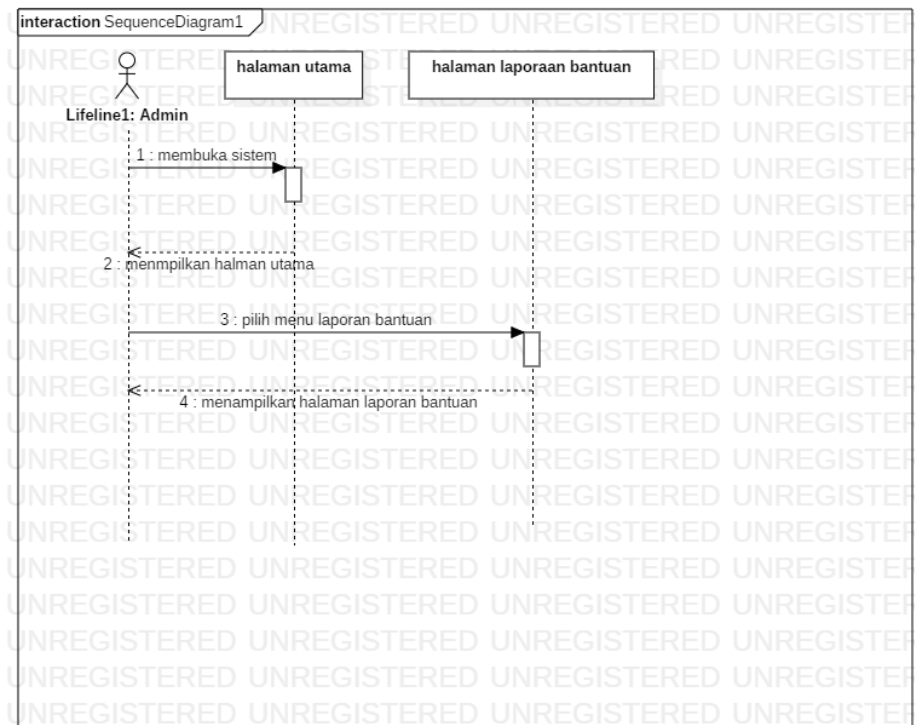 interaction SequenceDiagram1
halaman utama
halaman laporaan bantuan
Lifeline1: Admin
1 : membuka sistem
2 : menmpilkan halman utama
3 : pilih menu laporan bantuan
4 : menampilkan halaman laporan bantuan
UNREGISTERED UNREGISTERED UNREGISTERED UNREGISTERED